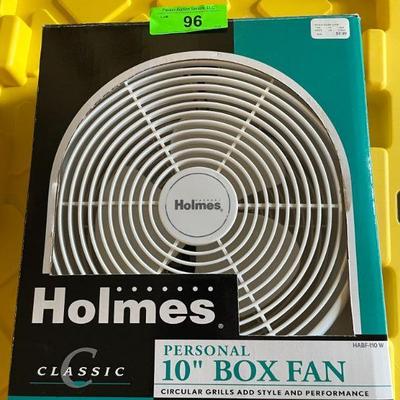 96
Holmes®
Holmes®
C
CLASSIC
HABF-110 W
PERSONAL
10" BOX FAN
CIRCULAR GRILLS ADD STYLE AND PERFORMANCE